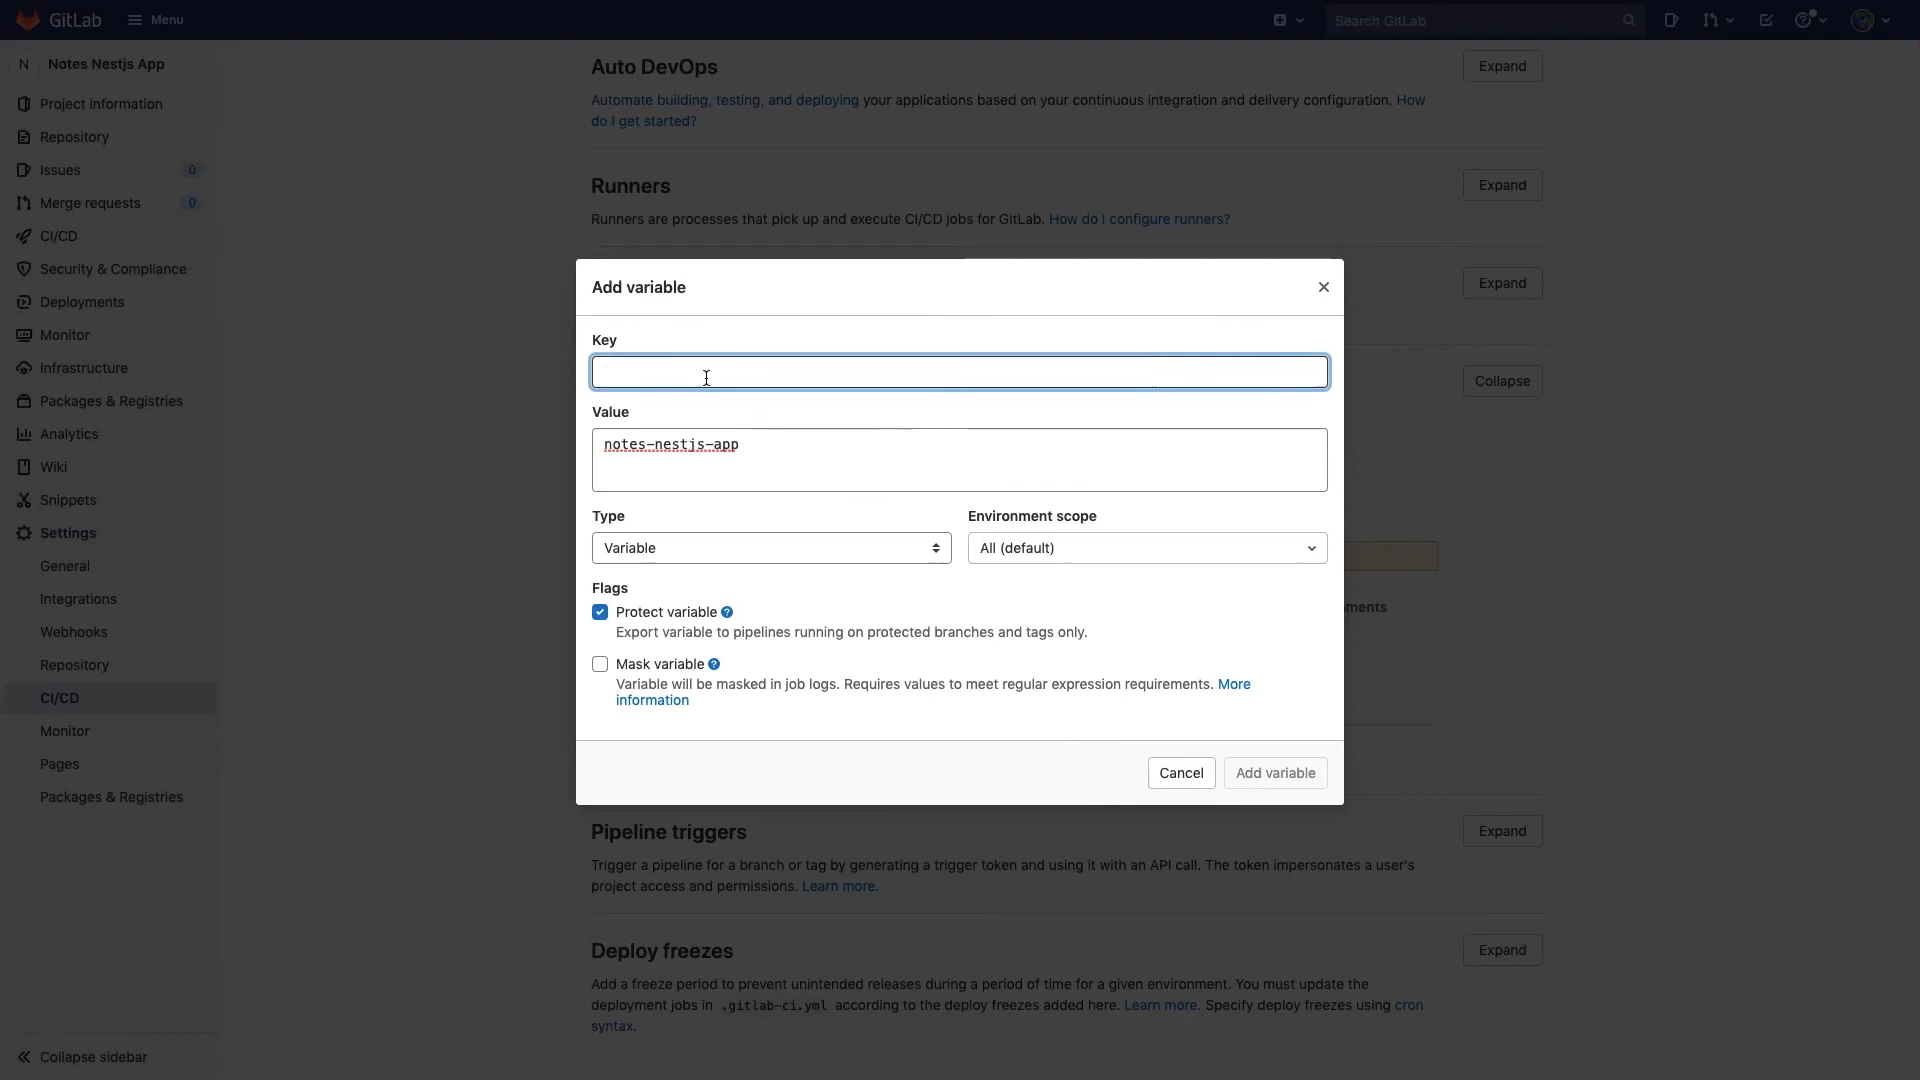 GitLab
Menu
Search GitLab
N Notes Nestjs App
Project information
Repository
Issues 0
Merge requests 0
CI/CD
Security & Compliance
Deployments
Monitor
Infrastructure
Packages & Registries
Analytics
Wiki
Snippets
Settings
General
Integrations
Webhooks
Repository
CI/CD
Monitor
Pages
Packages & Registries
Collapse sidebar
Auto DevOps
Expand
Automate building, testing, and deploying your applications based on your continuous integration and delivery configuration. How
do I get started?
Runners
Expand
Runners are processes that pick up and execute CI/CD jobs for GitLab. How do I configure runners?
Expand
Collapse
Add variable
Key
Value
notes-nestjs-app
Type
Environment scope
Variable
All (default)
Flags
Protect variable
Export variable to pipelines running on protected branches and tags only.
Mask variable
Variable will be masked in job logs. Requires values to meet regular expression requirements. More
information
Cancel
Add variable
Pipeline triggers
Expand
Trigger a pipeline for a branch or tag by generating a trigger token and using it with an API call. The token impersonates a user's
project access and permissions. Learn more.
Deploy freezes
Expand
Add a freeze period to prevent unintended releases during a period of time for a given environment. You must update the
deployment jobs in .gitlab-ci.yml according to the deploy freezes added here. Learn more. Specify deploy freezes using cron
syntax.